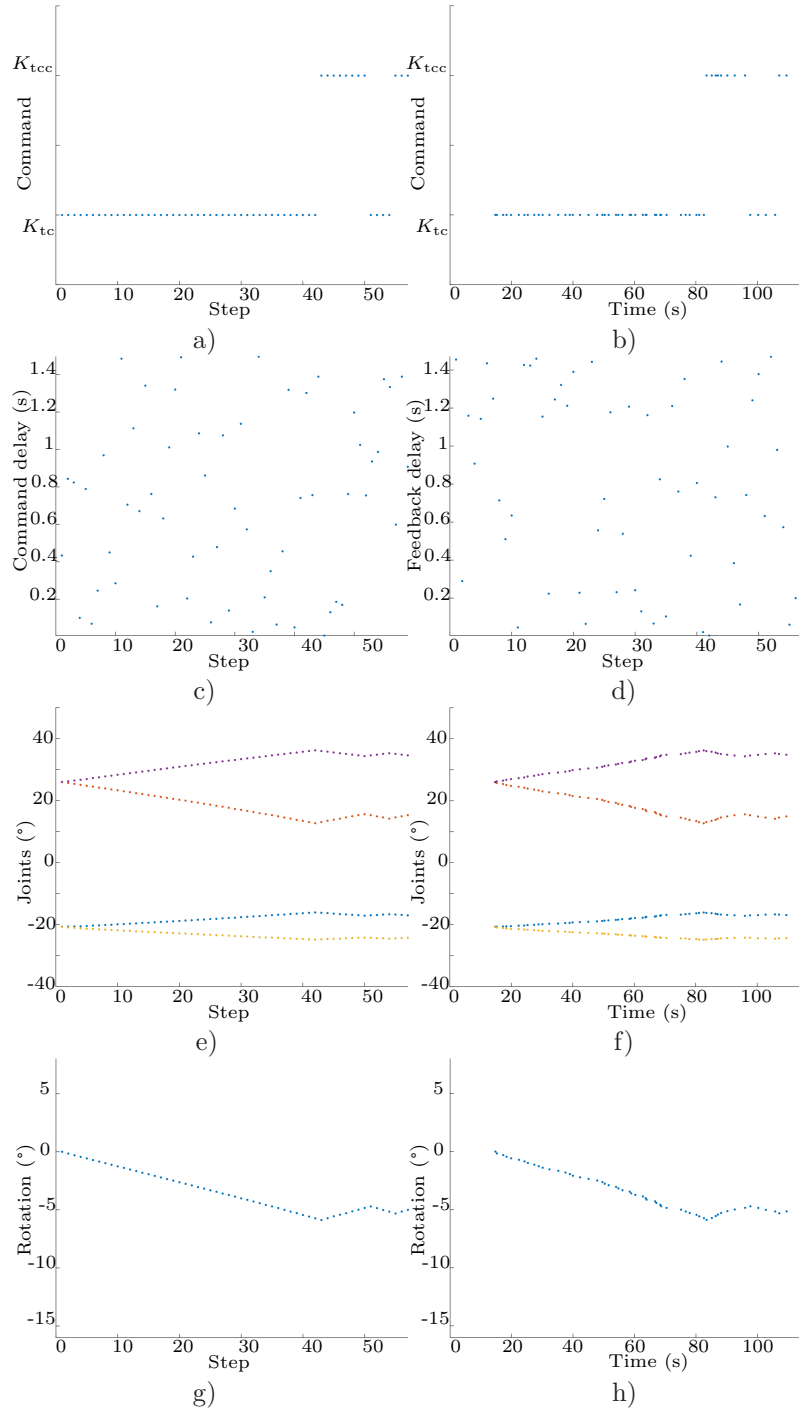 K_tcc
Command
K_tc
0 10 20 30 40 50
Step
a)
K_tcc
Command
K_tc
0 20 40 60 80 100
Time (s)
b)
1.4
1.2
1
0.8
0.6
0.4
0.2
Command delay (s)
0 10 20 30 40 50
Step
c)
1.4
1.2
1
0.8
0.6
0.4
0.2
Feedback delay (s)
0 10 20 30 40 50
Step
d)
40
20
0
-20
-40
Joints (°)
0 10 20 30 40 50
Step
e)
40
20
0
-20
-40
Joints (°)
0 20 40 60 80 100
Time (s)
f)
5
0
-5
-10
-15
Rotation (°)
0 10 20 30 40 50
Step
g)
5
0
-5
-10
-15
Rotation (°)
0 20 40 60 80 100
Time (s)
h)